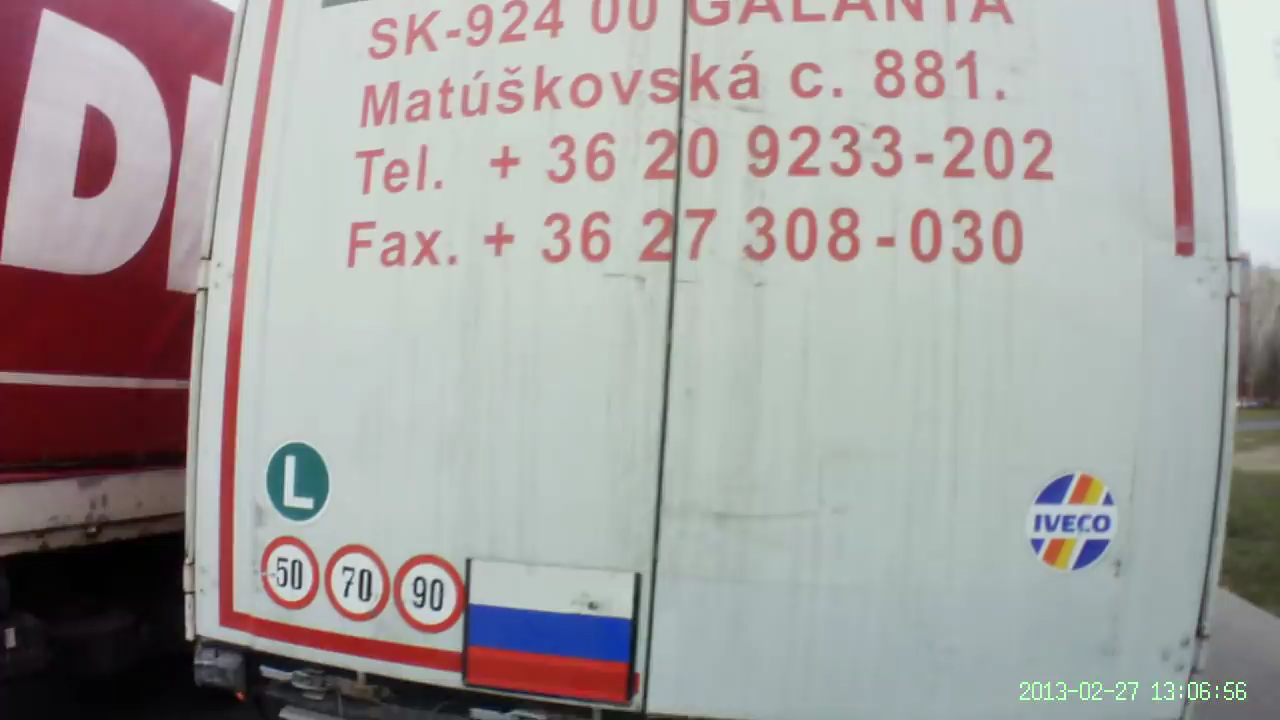 SK-924 00 GALANTA
Matúškovská c. 881.
Tel. + 36 20 9233-202
Fax. + 36 27 308-030
L
IVECO
50 70 90
2013-02-27 13:06:56